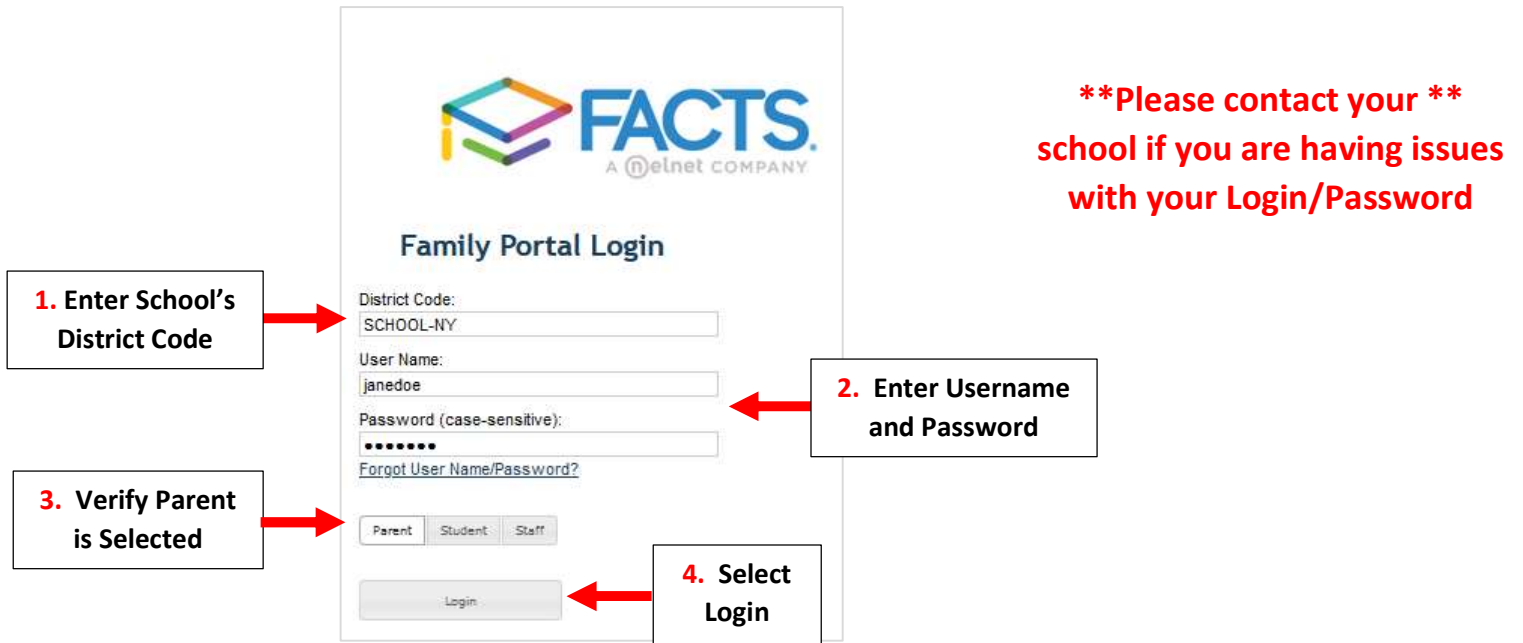 FACTS.
A nelnet COMPANY
**Please contact your **
school if you are having issues
with your Login/Password
Family Portal Login
1. Enter School’s
District Code
District Code:
SCHOOL-NY
User Name:
janedoe
2. Enter Username
and Password
Password (case-sensitive):
•••••••
Forgot User Name/Password?
3. Verify Parent
is Selected
Parent Student Staff
4. Select
Login
Login